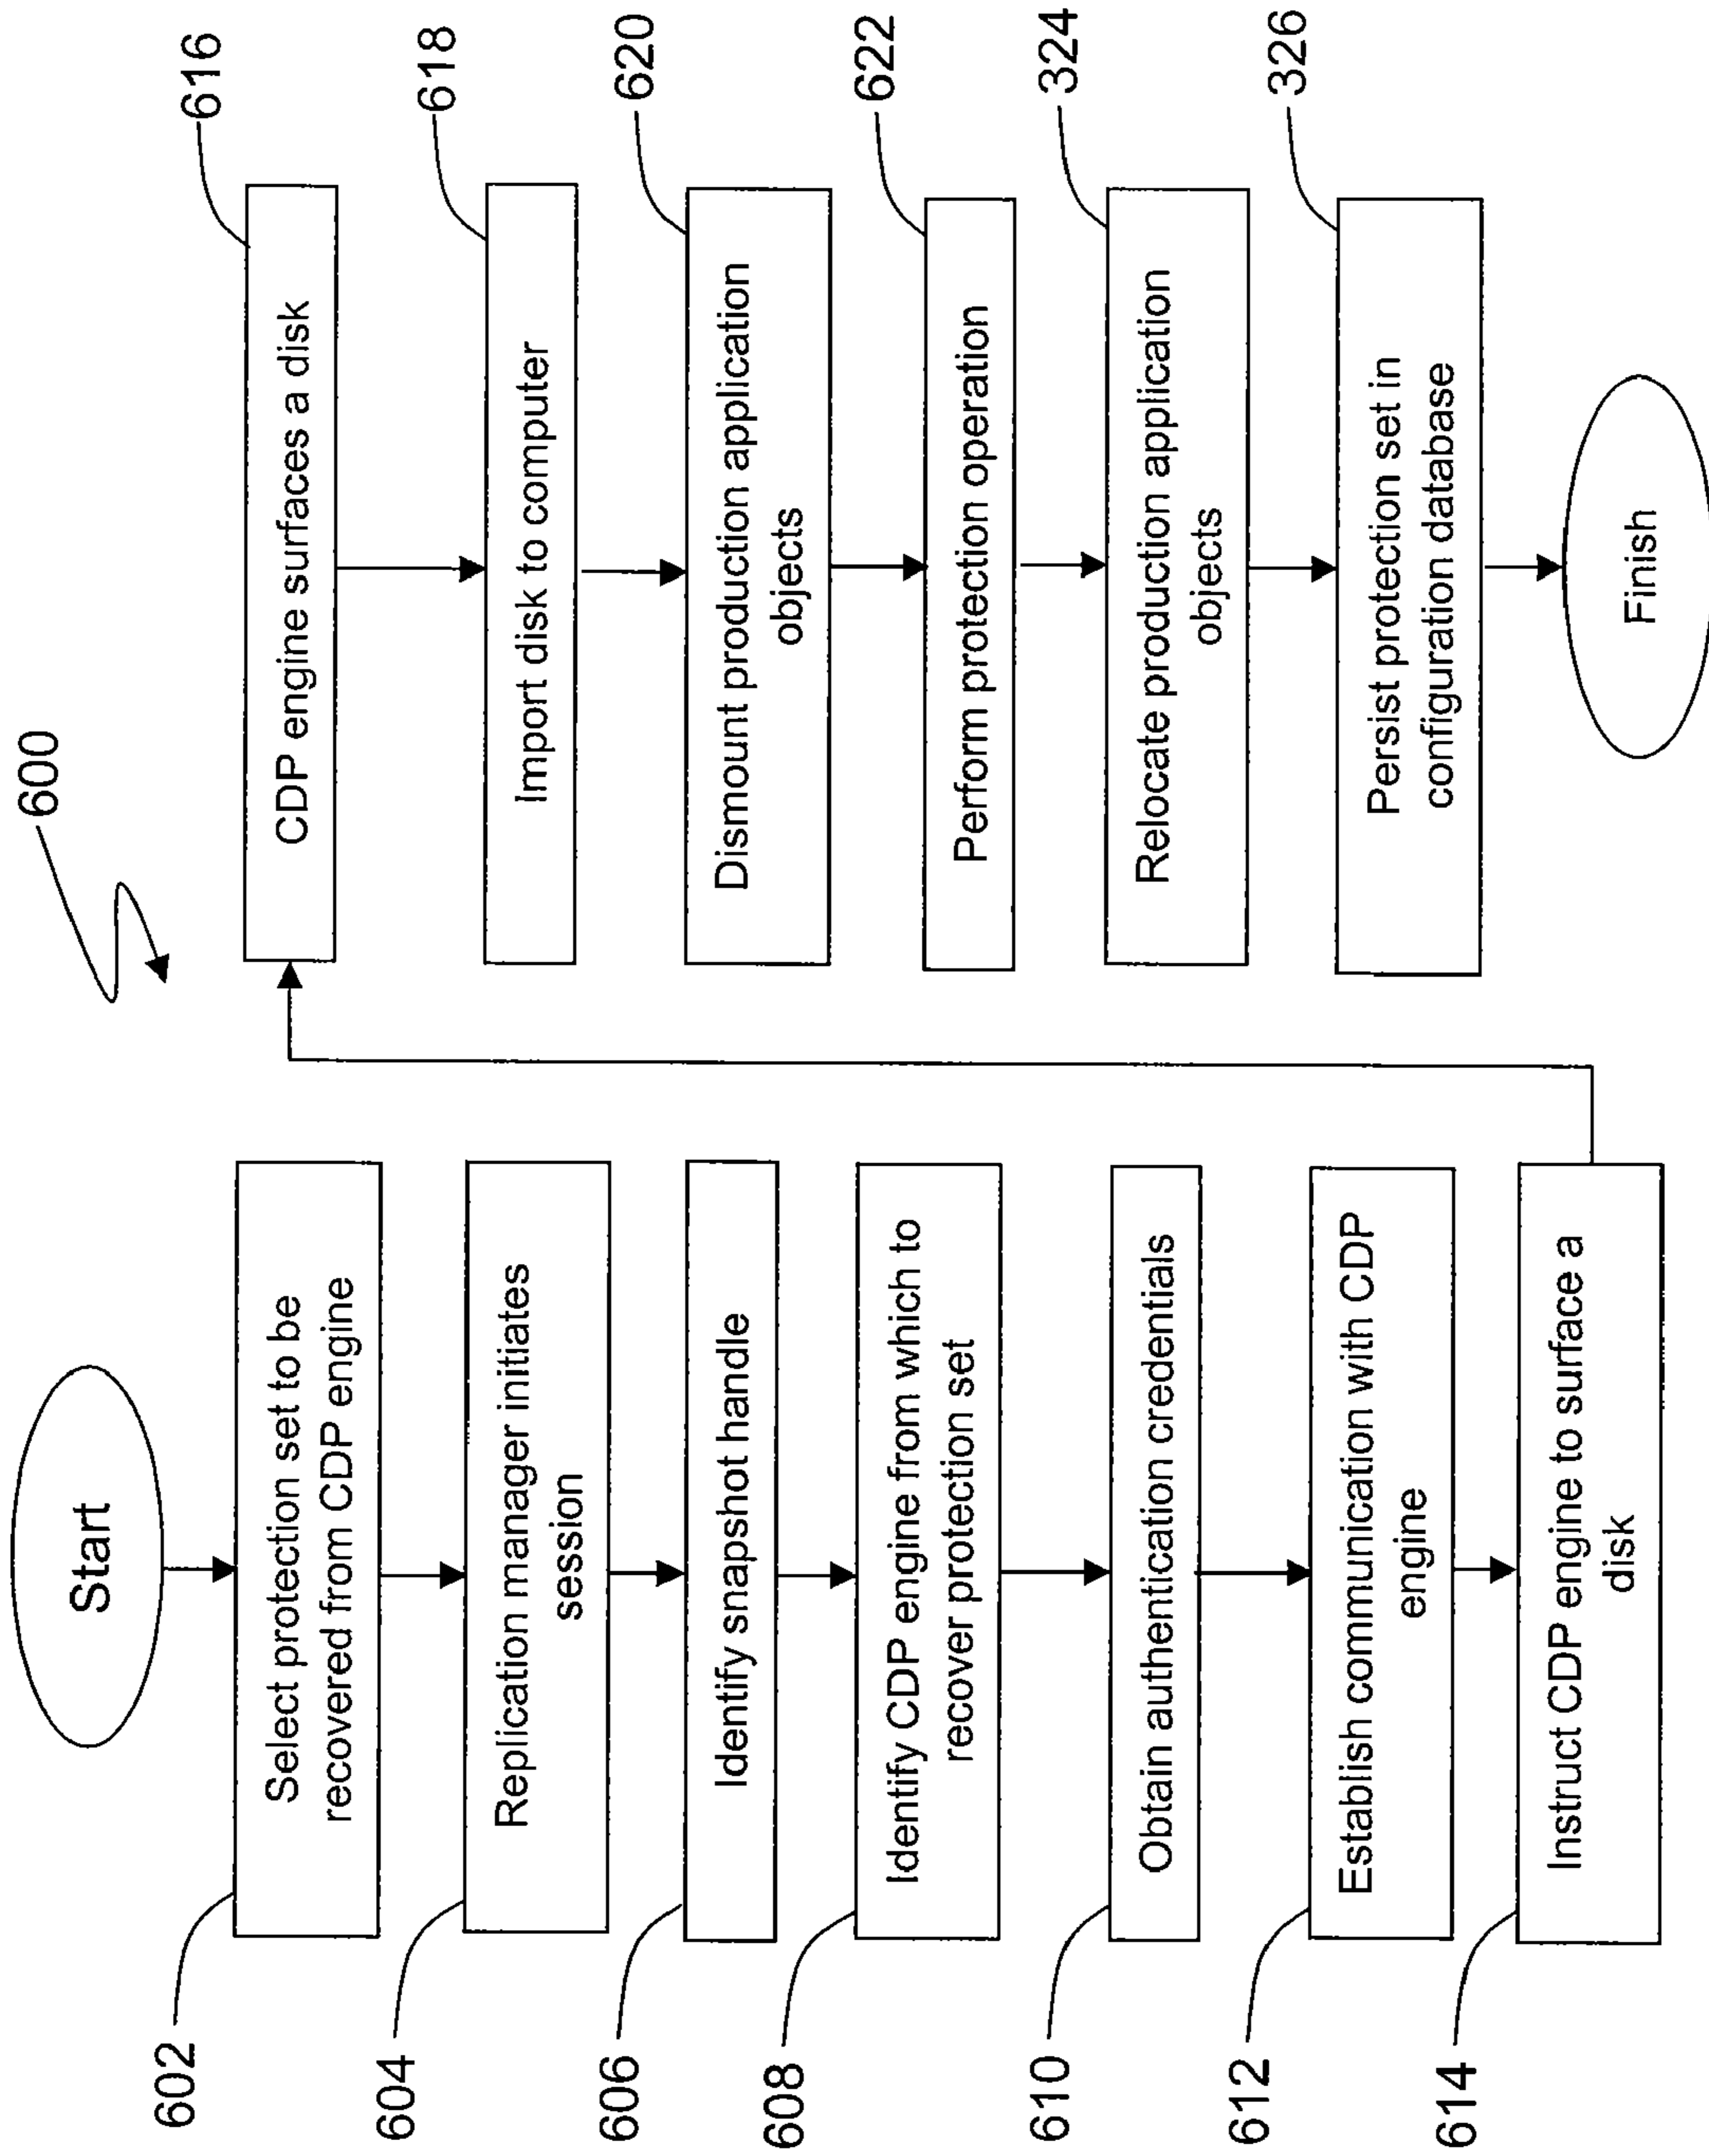 600
Start
602
Select protection set to be
recovered from CDP engine
604
Replication manager initiates
session
606
Identify snapshot handle
608
Identify CDP engine from which to
recover protection set
610
Obtain authentication credentials
612
Establish communication with CDP
engine
614
Instruct CDP engine to surface a
disk
616
CDP engine surfaces a disk
618
Import disk to computer
620
Dismount production application
objects
622
Perform protection operation
324
Relocate production application
objects
326
Persist protection set in
configuration database
Finish